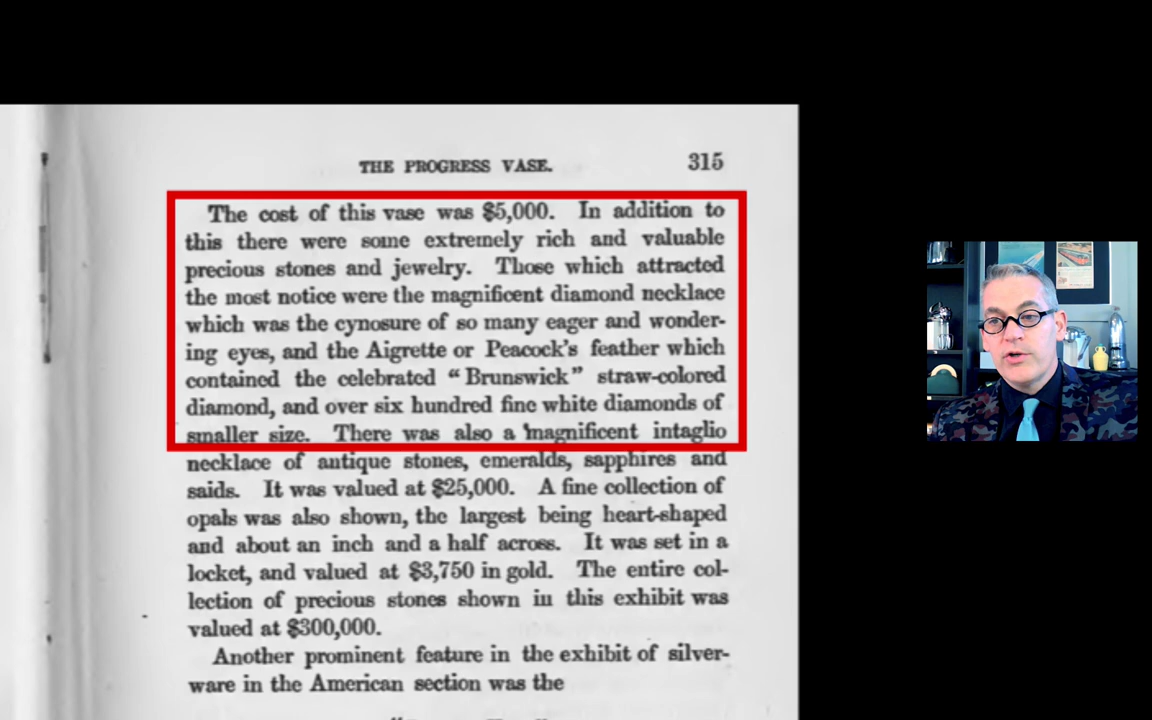 THE PROGRESS VASE. 315
The cost of this vase was $5,000. In addition to
this there were some extremely rich and valuable
precious stones and jewelry. Those which attracted
the most notice were the magnificent diamond necklace
which was the cynosure of so many eager and wonder-
ing eyes, and the Aigrette or Peacock's feather which
contained the celebrated "Brunswick" straw-colored
diamond, and over six hundred fine white diamonds of
smaller size. There was also a magnificent intaglio
necklace of antique stones, emeralds, sapphires and
saids. It was valued at $25,000. A fine collection of
opals was also shown, the largest being heart-shaped
and about an inch and a half across. It was set in a
locket, and valued at $3,750 in gold. The entire col-
lection of precious stones shown in this exhibit was
valued at $300,000.
Another prominent feature in the exhibit of silver-
ware in the American section was the